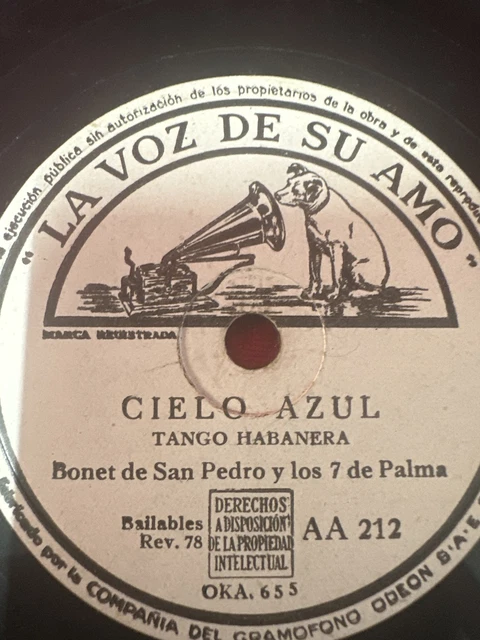 a ejecución pública sin autorización de los propietarios de la obra y de este reprodu
"LA VOZ DE SU AMO"
MARCA REGISTRADA
CIELO AZUL
TANGO HABANERA
Bonet de San Pedro y los 7 de Palma
Bailables
Rev. 78
DERECHOS
A DISPOSICIÓN
DE LA PROPIEDAD
INTELECTUAL
AA 212
OKA. 655
fabricando por la COMPAÑIA DEL GRAMOFONO ODEON S.A.E.